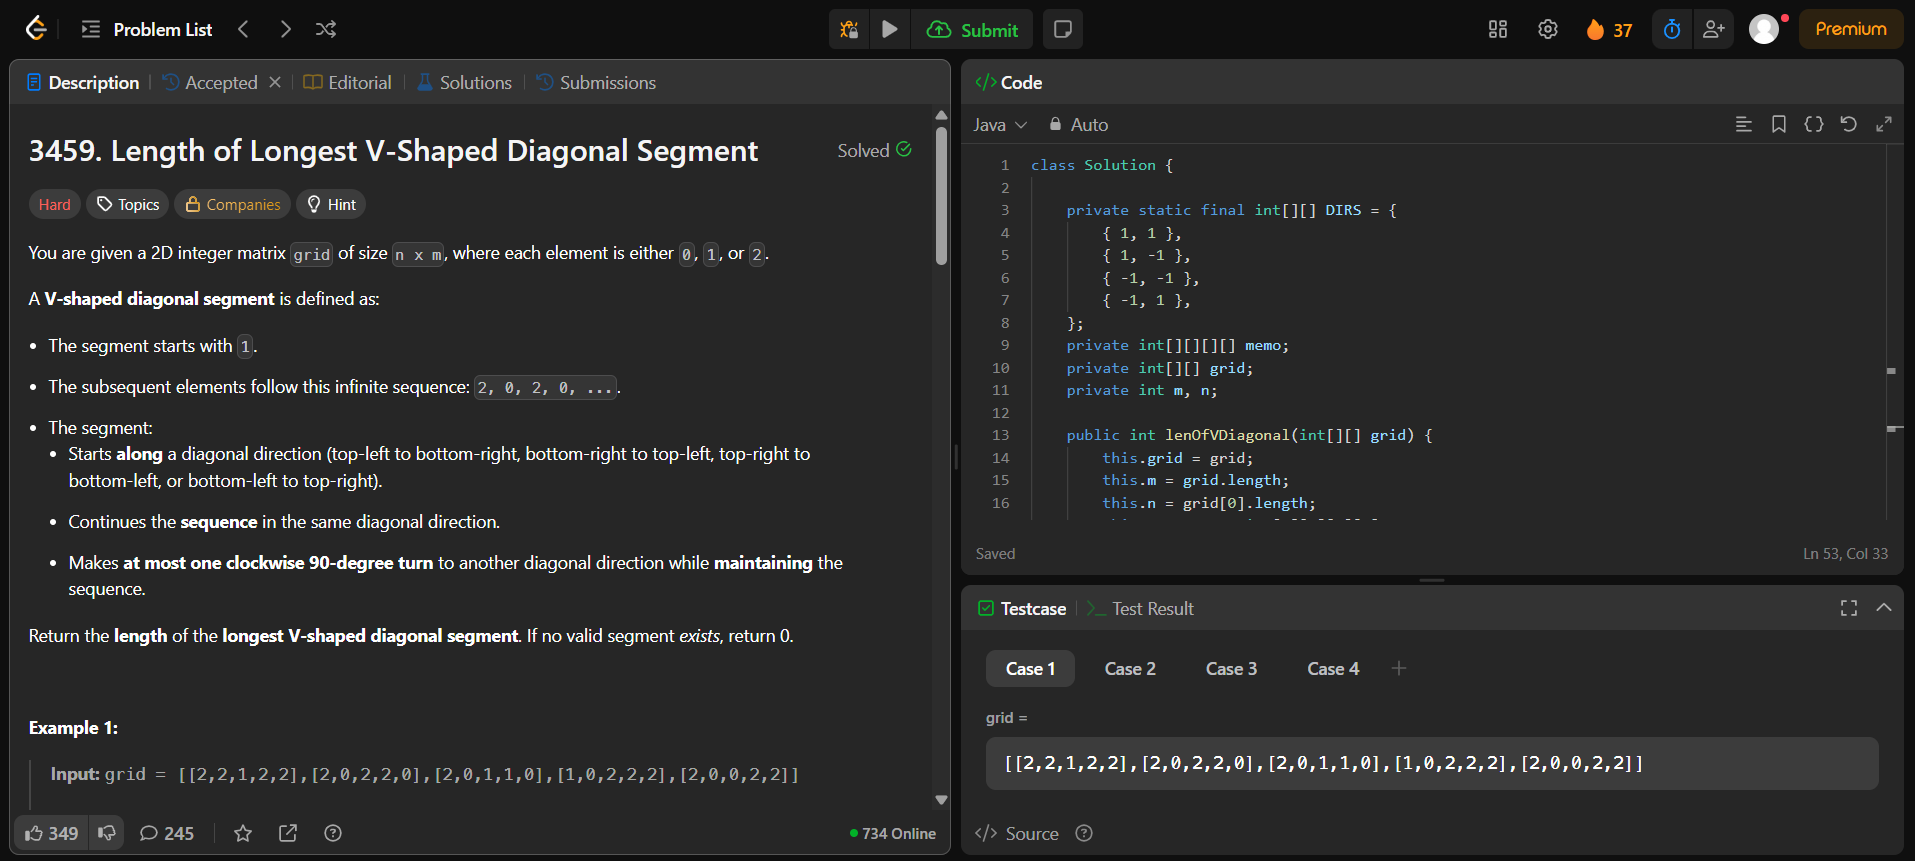 Problem List
Submit
37
Premium
Description
Accepted
Editorial
Solutions
Submissions
3459. Length of Longest V-Shaped Diagonal Segment
Solved
Hard
Topics
Companies
Hint
You are given a 2D integer matrix grid of size n x m, where each element is either 0, 1, or 2.
A V-shaped diagonal segment is defined as:
• The segment starts with 1.
• The subsequent elements follow this infinite sequence: 2, 0, 2, 0, ....
• The segment:
• Starts along a diagonal direction (top-left to bottom-right, bottom-right to top-left, top-right to
bottom-left, or bottom-left to top-right).
• Continues the sequence in the same diagonal direction.
• Makes at most one clockwise 90-degree turn to another diagonal direction while maintaining the
sequence.
Return the length of the longest V-shaped diagonal segment. If no valid segment exists, return 0.
Example 1:
Input: grid = [[2,2,1,2,2],[2,0,2,2,0],[2,0,1,1,0],[1,0,2,2,2],[2,0,0,2,2]]
349
245
734 Online
</> Code
Java
Auto
1 class Solution {
2
3 private static final int[][] DIRS = {
4 { 1, 1 },
5 { 1, -1 },
6 { -1, -1 },
7 { -1, 1 },
8 };
9 private int[][][][] memo;
10 private int[][] grid;
11 private int m, n;
12
13 public int lenOfVDiagonal(int[][] grid) {
14 this.grid = grid;
15 this.m = grid.length;
16 this.n = grid[0].length;
Saved
Ln 53, Col 33
Testcase
>_ Test Result
Case 1
Case 2
Case 3
Case 4
+
grid =
[[2,2,1,2,2],[2,0,2,2,0],[2,0,1,1,0],[1,0,2,2,2],[2,0,0,2,2]]
</> Source